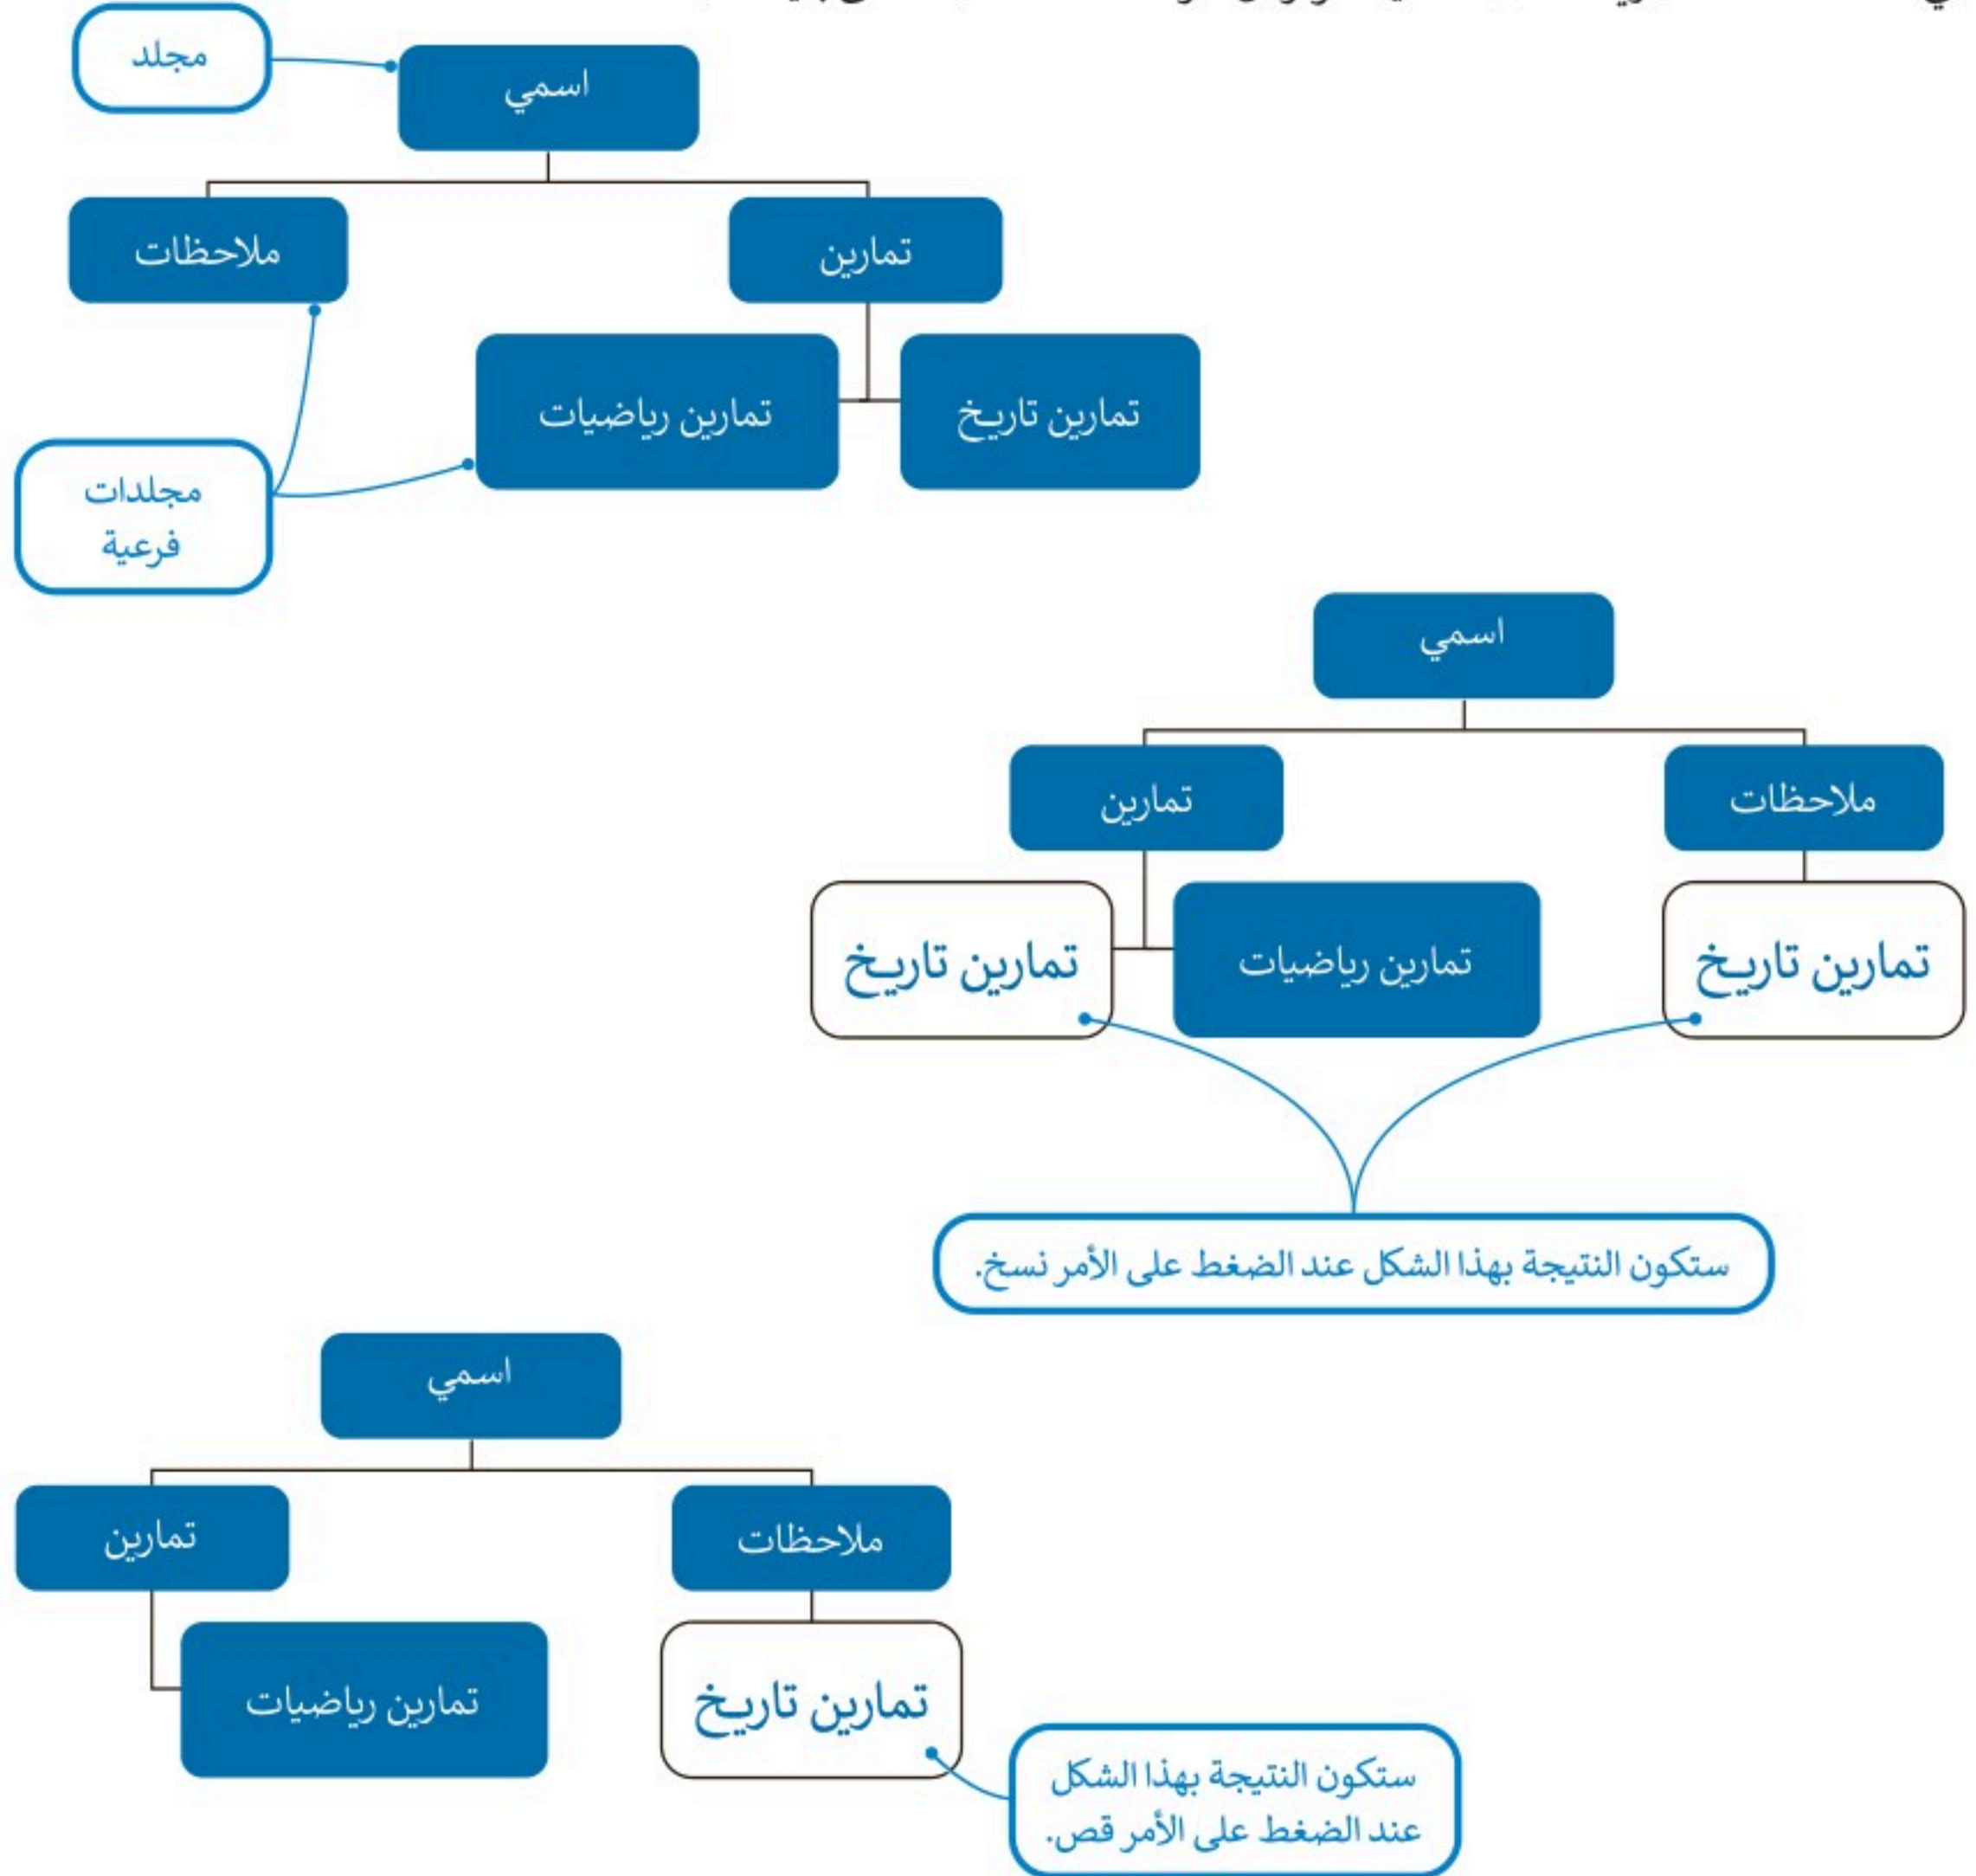 مجلد
اسمي
تمارين
ملاحظات
تمارين تاريخ
تمارين رياضيات
مجلدات
فرعية
اسمي
ملاحظات
تمارين
تمارين تاريخ
تمارين رياضيات
تمارين تاريخ
ستكون النتيجة بهذا الشكل عند الضغط على الأمر نسخ.
اسمي
ملاحظات
تمارين
تمارين تاريخ
تمارين رياضيات
ستكون النتيجة بهذا الشكل
عند الضغط على الأمر قص.